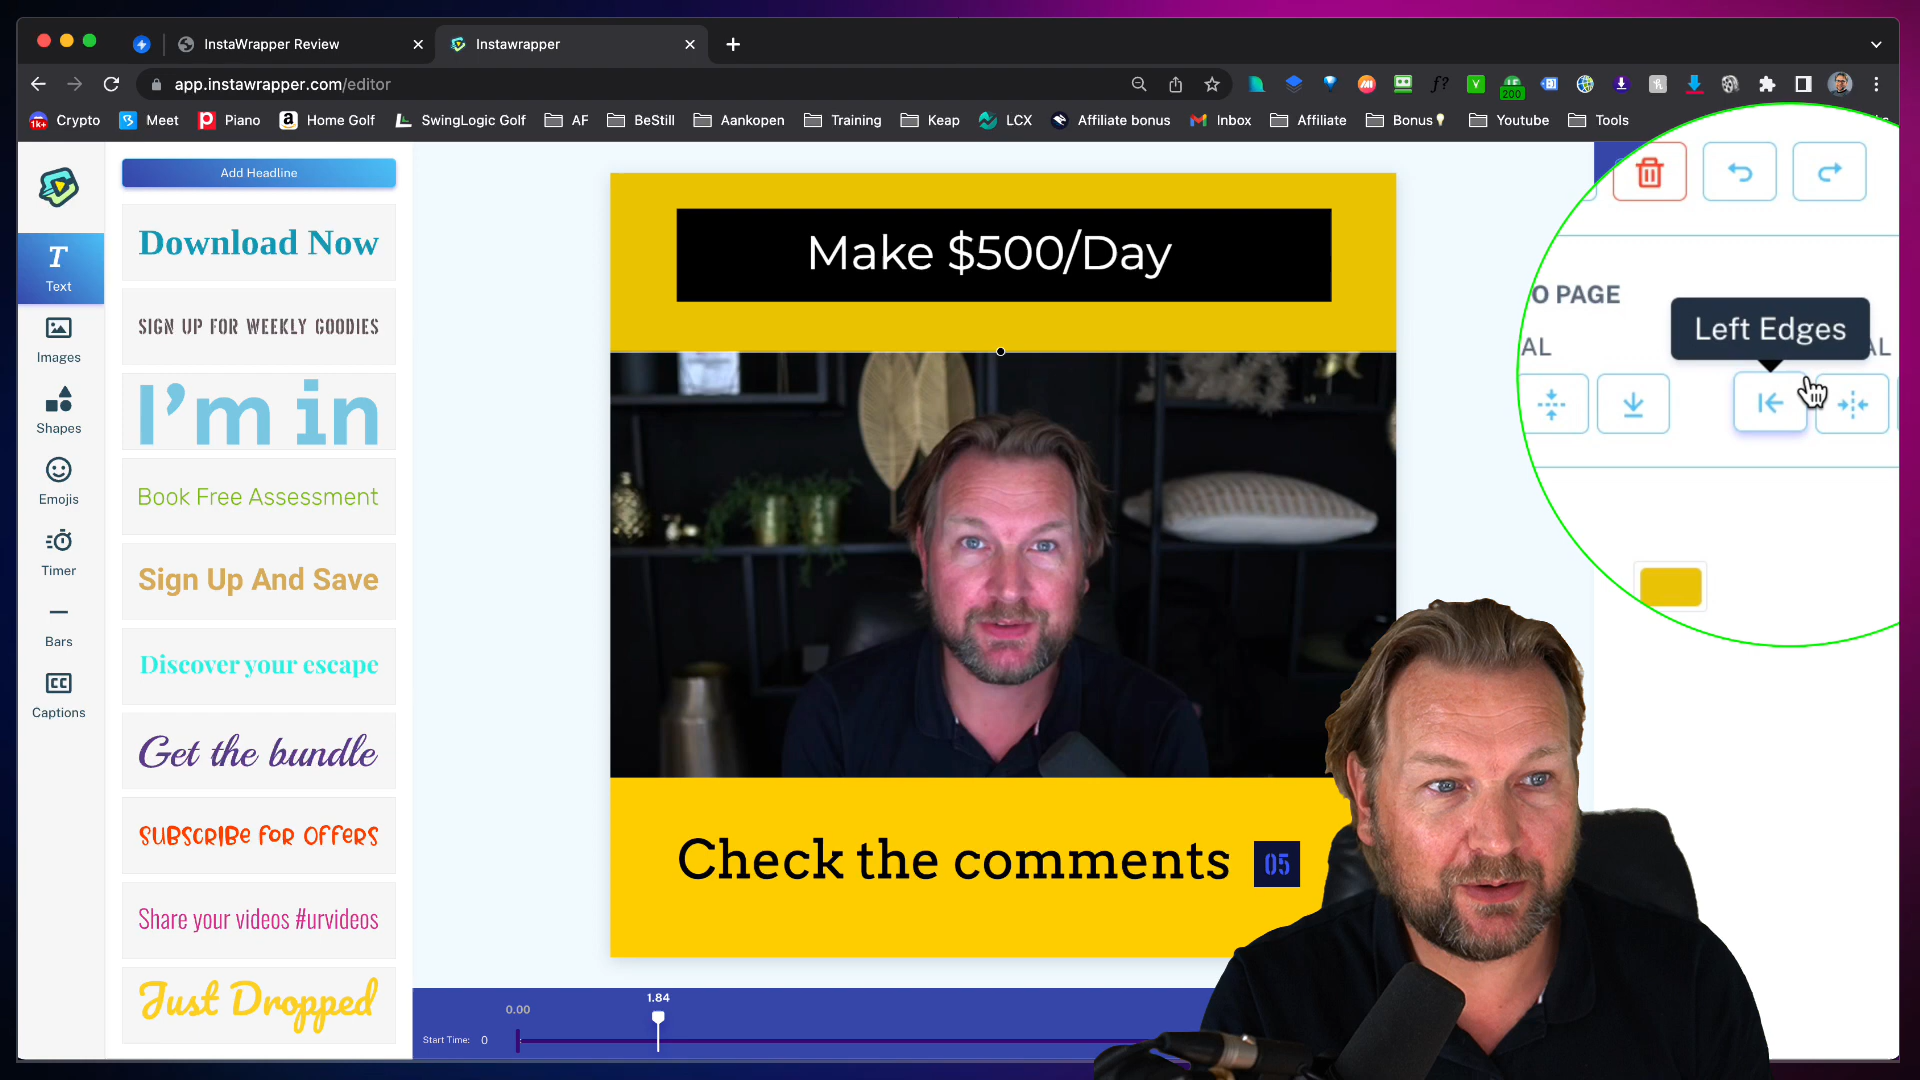 InstaWrapper Review
Instawrapper
app.instawrapper.com/editor
f?
200
1k+ Crypto
Meet
Piano
Home Golf
SwingLogic Golf
AF
BeStill
Aankopen
Training
Keap
LCX
Affiliate bonus
Inbox
Affiliate
Bonus
Youtube
Tools
Text
Images
Shapes
Emojis
Timer
Bars
CC
Captions
Add Headline
Download Now
SIGN UP FOR WEEKLY GOODIES
I'm in
Book Free Assessment
Sign Up And Save
Discover your escape
Get the bundle
SUBSCRIBE FOR OFFERS
Share your videos #urvideos
Just Dropped
Make $500/Day
Check the comments
05
O PAGE
AL
Left Edges
AL
0.00
1.84
Start Time: 0